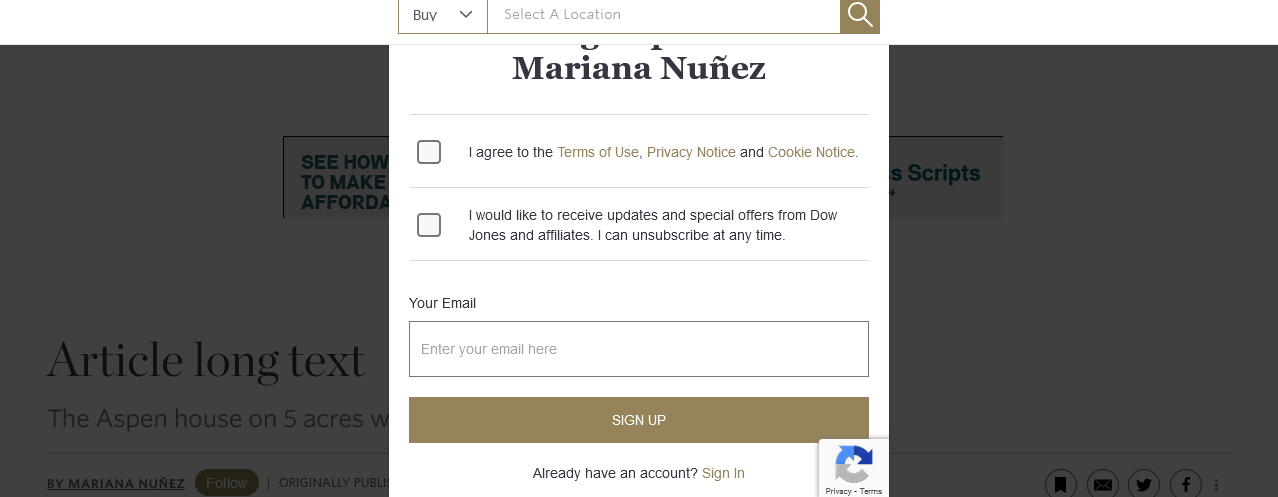 Buy
Select A Location
Mariana Nuñez
I agree to the Terms of Use, Privacy Notice and Cookie Notice.
I would like to receive updates and special offers from Dow
Jones and affiliates. I can unsubscribe at any time.
Your Email
Enter your email here
SIGN UP
Already have an account? Sign In
Privacy - Terms
SEE HOW
TO MAKE
AFFORDA
s Scripts
Article long text
The Aspen house on 5 acres w
BY MARIANA NUÑEZ
Follow
| ORIGINALLY PUBLIS